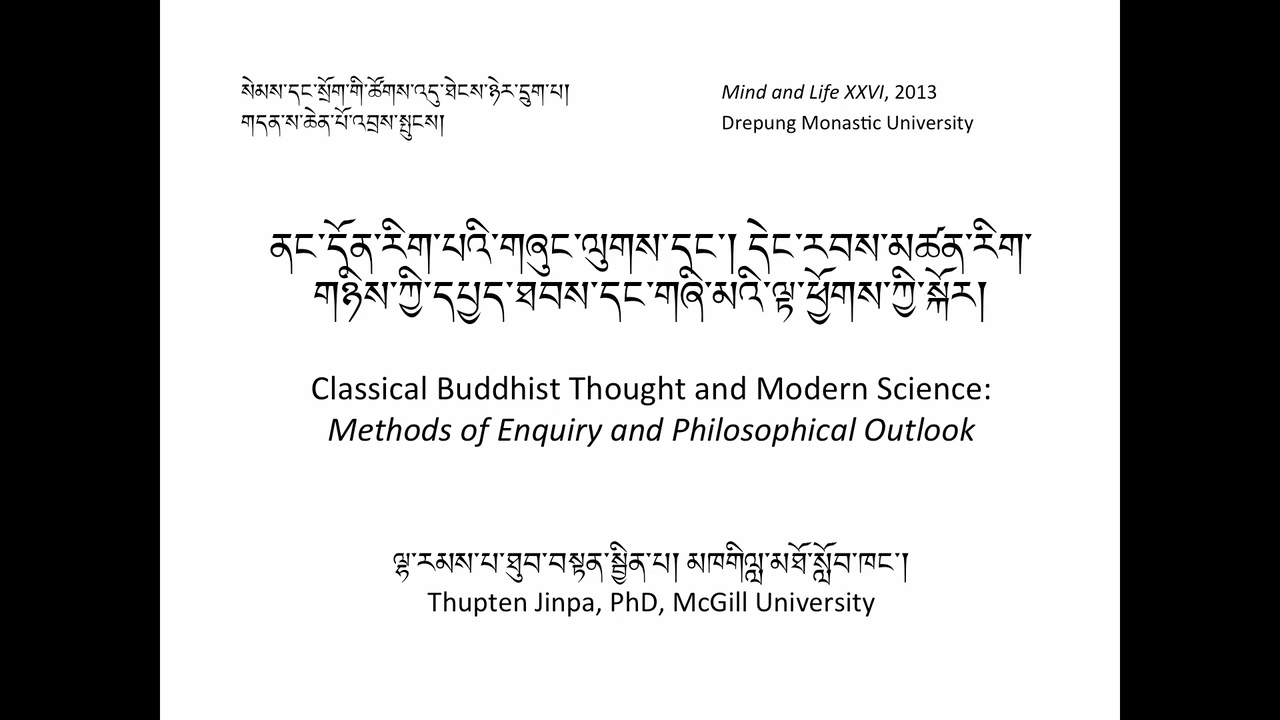 སེམས་དང་སྲོག་གི་ཚོགས་འདུ་ཐེངས་ཉེར་དྲུག་པ།
གདན་ས་ཆེན་པོ་འབྲས་སྤུངས།
Mind and Life XXVI, 2013
Drepung Monastic University
ནང་དོན་རིག་པའི་གཞུང་ལུགས་དང་། དེང་རབས་མཚན་རིག་
གཉིས་ཀྱི་དཔྱད་ཐབས་དང་གཞི་མའི་ལྟ་ཕྱོགས་ཀྱི་སྐོར།
Classical Buddhist Thought and Modern Science:
Methods of Enquiry and Philosophical Outlook
ལྷ་རམས་པ་ཐུབ་བསྟན་སྦྱིན་པ། མཁགིལླ་མཐོ་སློབ་ཁང་།
Thupten Jinpa, PhD, McGill University